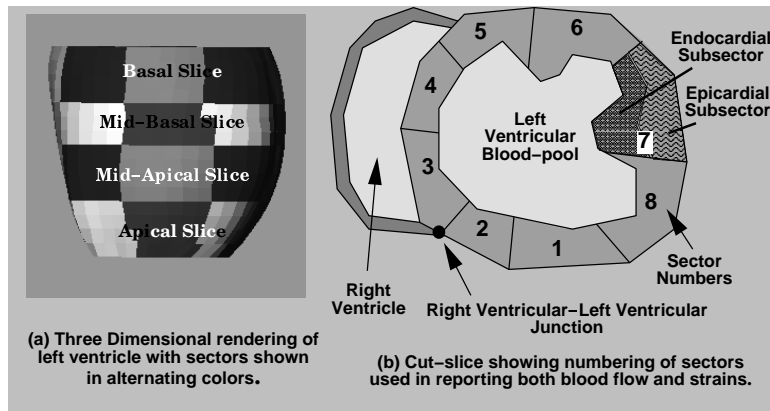 Basal Slice
Mid-Basal Slice
Mid-Apical Slice
Apical Slice
(a) Three Dimensional rendering of
left ventricle with sectors shown
in alternating colors.
5
6
4
3
2
1
7
8
Endocardial
Subsector
Epicardial
Subsector
Left
Ventricular
Blood-pool
Right
Ventricle
Sector
Numbers
Right Ventricular-Left Ventricular
Junction
(b) Cut-slice showing numbering of sectors
used in reporting both blood flow and strains.